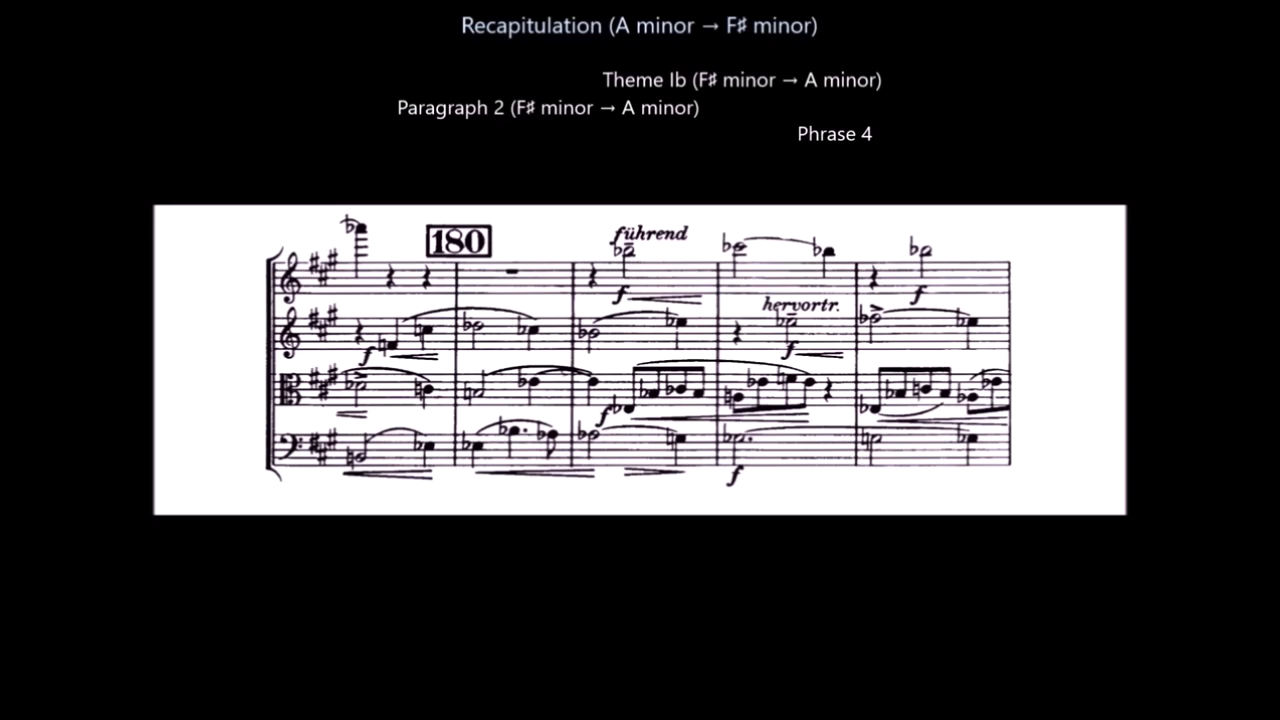 Recapitulation (A minor → F♯ minor)
Theme Ib (F♯ minor → A minor)
Paragraph 2 (F♯ minor → A minor)
Phrase 4
180
führend
f
hervortr.
f
f
f
f
f